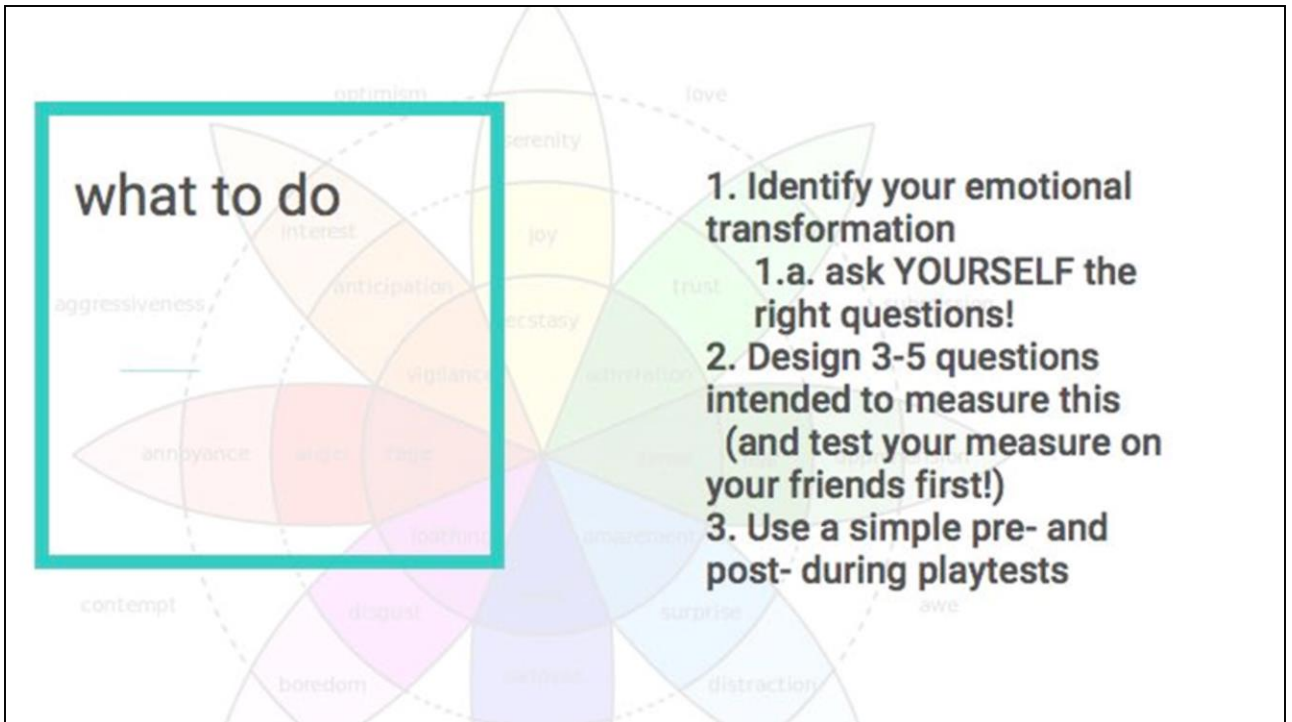 optimism
love
serenity
what to do
1. Identify your emotional
transformation
interest
joy
1.a. ask YOURSELF the
right questions!
anticipation
trust
aggressiveness
ecstasy
2. Design 3-5 questions
intended to measure this
vigilance
admiration
(and test your measure on
your friends first!)
annoyance
anger
rage
apprehension
3. Use a simple pre- and
post- during playtests
loathing
amazement
contempt
disgust
surprise
awe
boredom
distraction